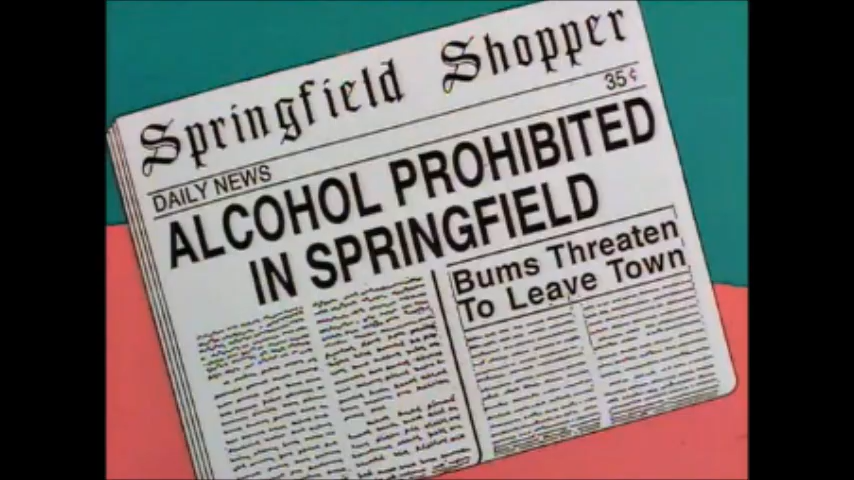 Springfield Shopper
35¢
DAILY NEWS
ALCOHOL PROHIBITED
IN SPRINGFIELD
Bums Threaten
To Leave Town